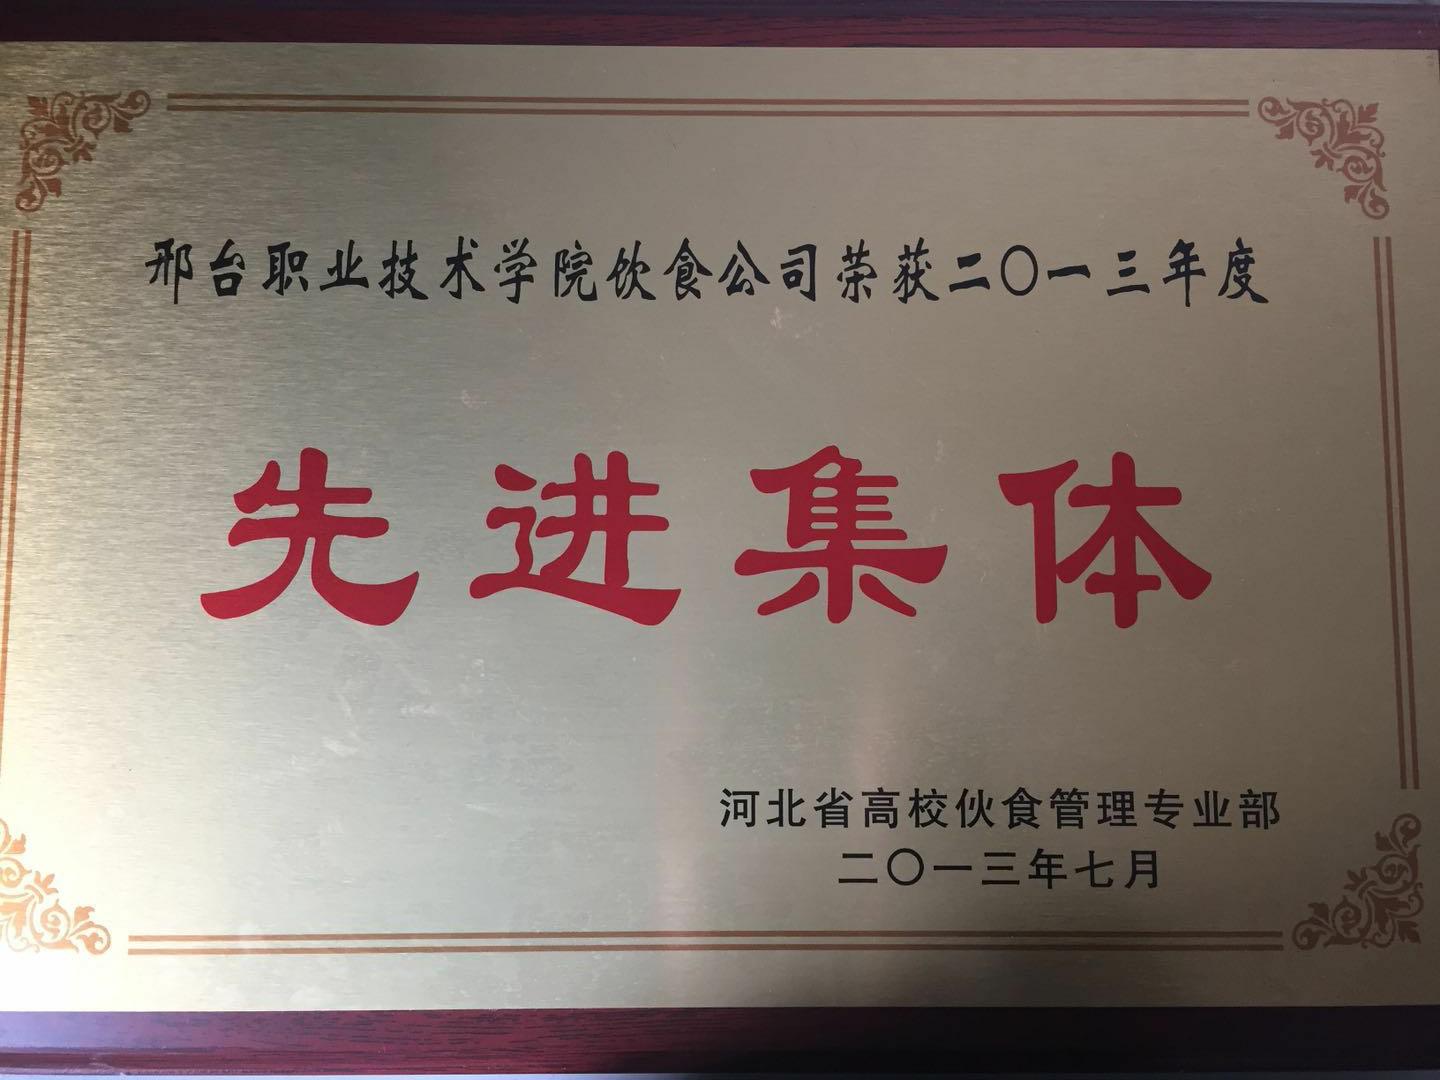 邢台职业技术学院饮食公司荣获二〇一三年度
先进集体
河北省高校伙食管理专业部
二〇一三年七月